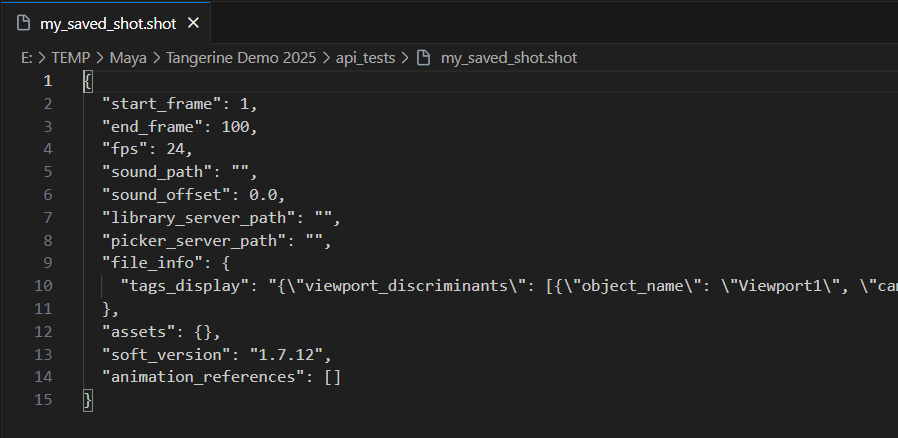 my_saved_shot.shot ×
E: > TEMP > Maya > Tangerine Demo 2025 > api_tests > my_saved_shot.shot
1 {
2 "start_frame": 1,
3 "end_frame": 100,
4 "fps": 24,
5 "sound_path": "",
6 "sound_offset": 0.0,
7 "library_server_path": "",
8 "picker_server_path": "",
9 "file_info": {
10 "tags_display": "{\"viewport_discriminants\": [{\"object_name\": \"Viewport1\", \"ca
11 },
12 "assets": {},
13 "soft_version": "1.7.12",
14 "animation_references": []
15 }